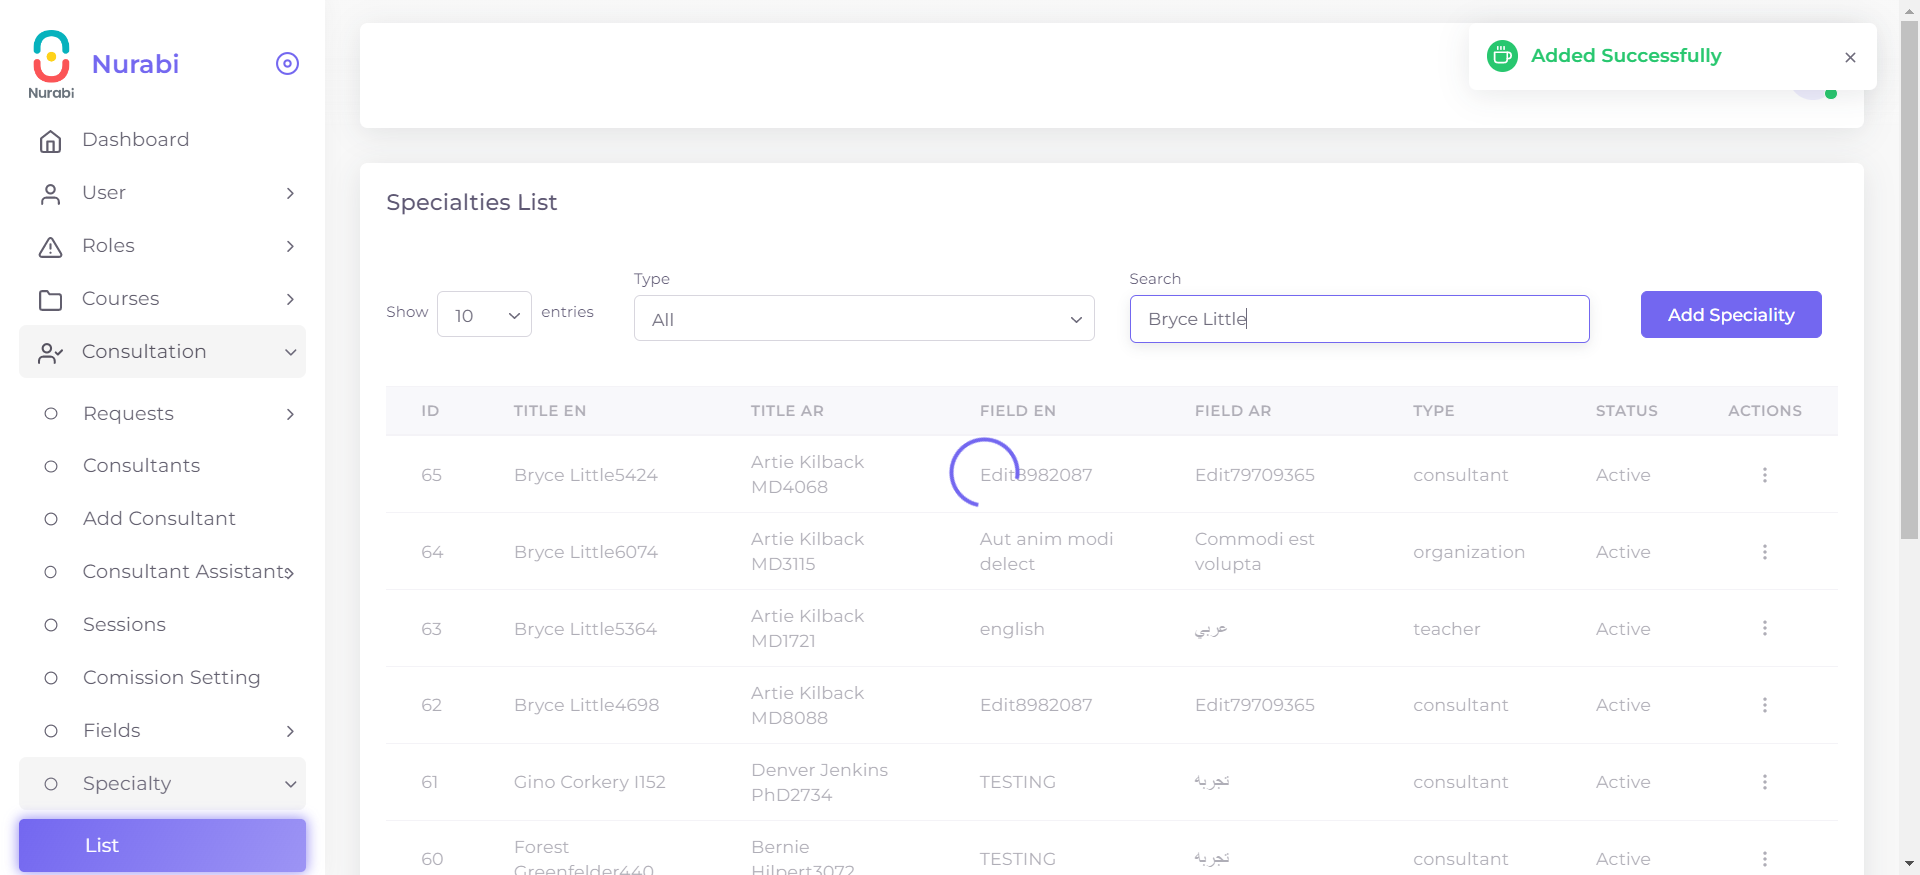 Nurabi
Nurabi
Dashboard
User
Roles
Courses
Consultation
Requests
Consultants
Add Consultant
Consultant Assistant
Sessions
Comission Setting
Fields
Specialty
List
Added Successfully
Specialties List
Show 10 entries
Type
All
Search
Bryce Little
Add Speciality
ID TITLE EN TITLE AR FIELD EN FIELD AR TYPE STATUS ACTIONS
65 Bryce Little5424 Artie Kilback MD4068 Edit8982087 Edit79709365 consultant Active
64 Bryce Little6074 Artie Kilback MD3115 Aut anim modi delect Commodi est volupta organization Active
63 Bryce Little5364 Artie Kilback MD1721 english عربي teacher Active
62 Bryce Little4698 Artie Kilback MD8088 Edit8982087 Edit79709365 consultant Active
61 Gino Corkery I152 Denver Jenkins PhD2734 TESTING تجربه consultant Active
60 Forest Greenfelder440 Bernie Hilpert3072 TESTING تجربه consultant Active